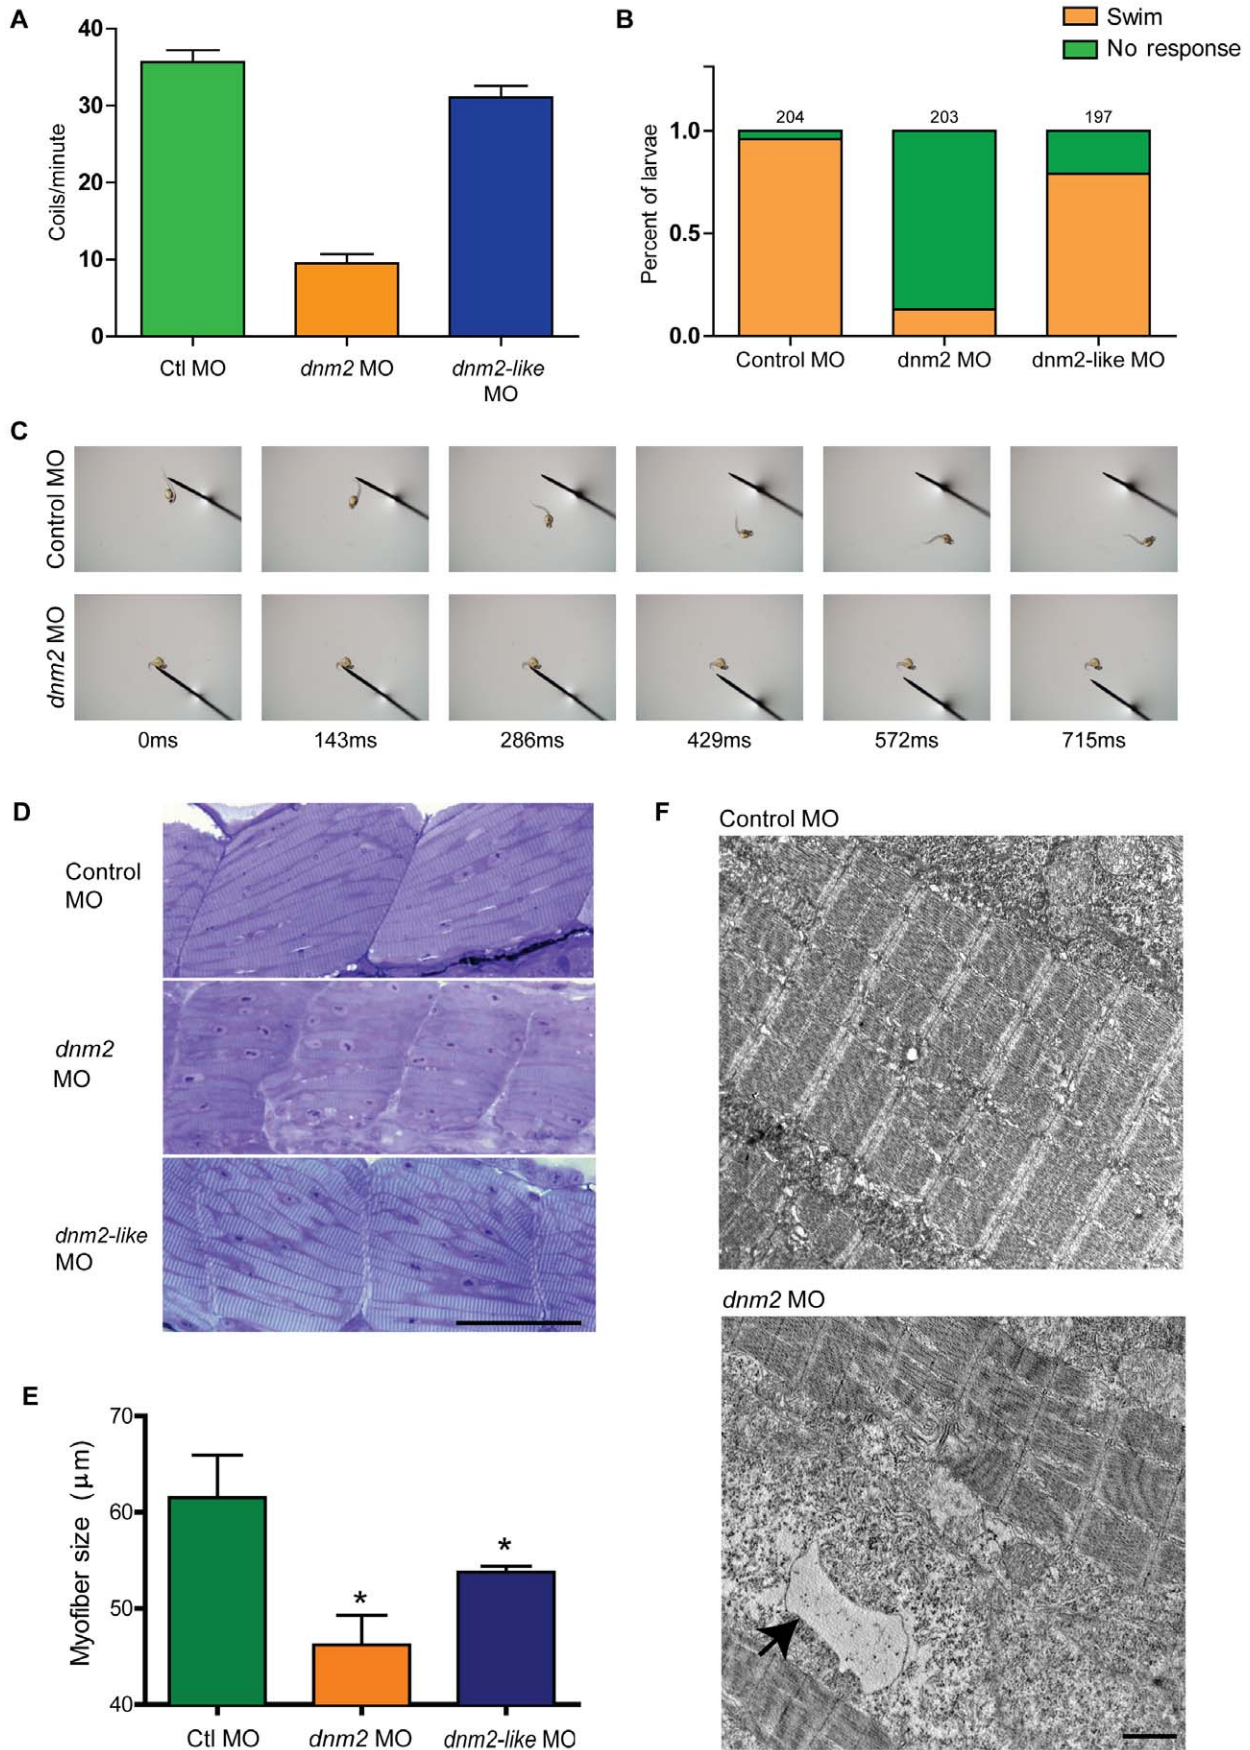 A
40
30
20
10
0
Coils/minute
Ctl MO
dnm2 MO
dnm2-like
MO
B
Swim
No response
1.0
0.5
0.0
Percent of larvae
204
203
197
Control MO
dnm2 MO
dnm2-like MO
C
Control MO
dnm2 MO
0ms
143ms
286ms
429ms
572ms
715ms
D
Control
MO
dnm2
MO
dnm2-like
MO
E
70
60
50
40
Myofiber size (μm)
*
*
Ctl MO
dnm2 MO
dnm2-like MO
F
Control MO
dnm2 MO